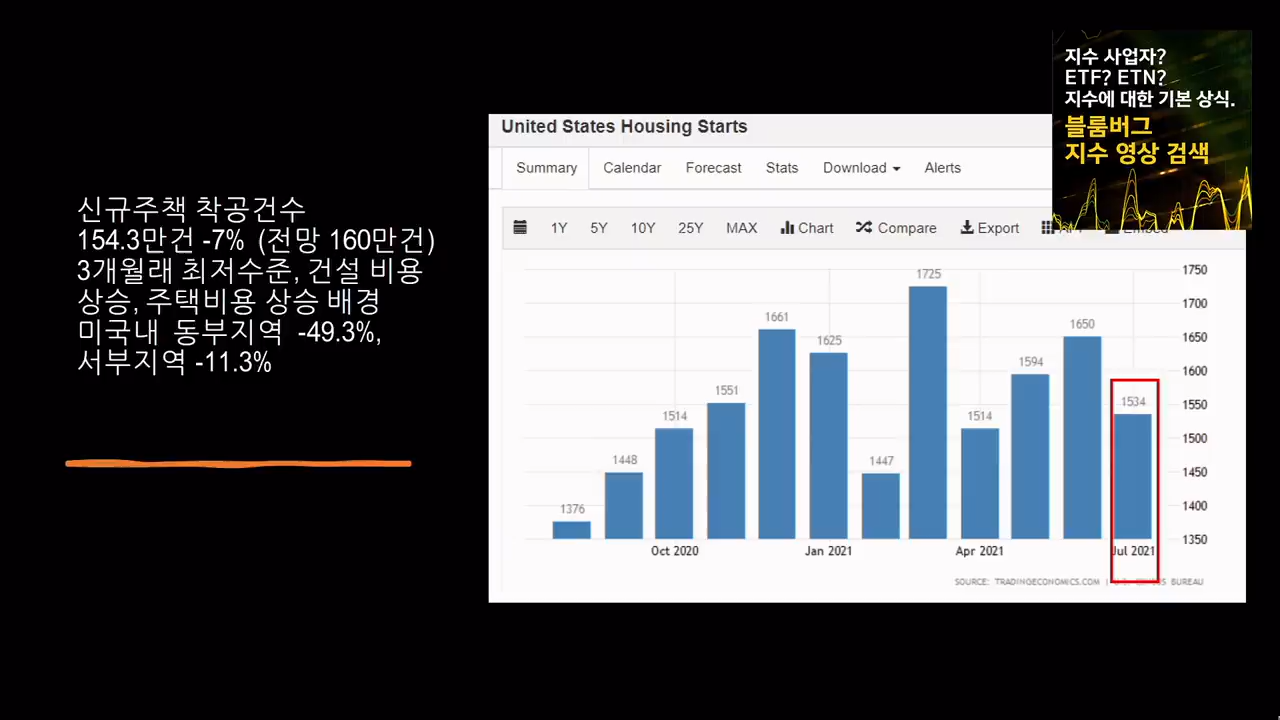 지수 사업자?
ETF? ETN?
지수에 대한 기본 상식.
블룸버그
지수 영상 검색
신규주책 착공건수
154.3만건 -7% (전망 160만건)
3개월래 최저수준, 건설 비용
상승, 주택비용 상승 배경
미국내 동부지역 -49.3%,
서부지역 -11.3%
United States Housing Starts
Summary Calendar Forecast Stats Download Alerts
1Y 5Y 10Y 25Y MAX Chart Compare Export
1376 1448 1514 1551 1661 1625 1447 1725 1514 1594 1650 1534
1750
1700
1650
1600
1550
1500
1450
1400
1350
Oct 2020 Jan 2021 Apr 2021 Jul 2021
SOURCE: TRADINGECONOMICS.COM | BUREAU